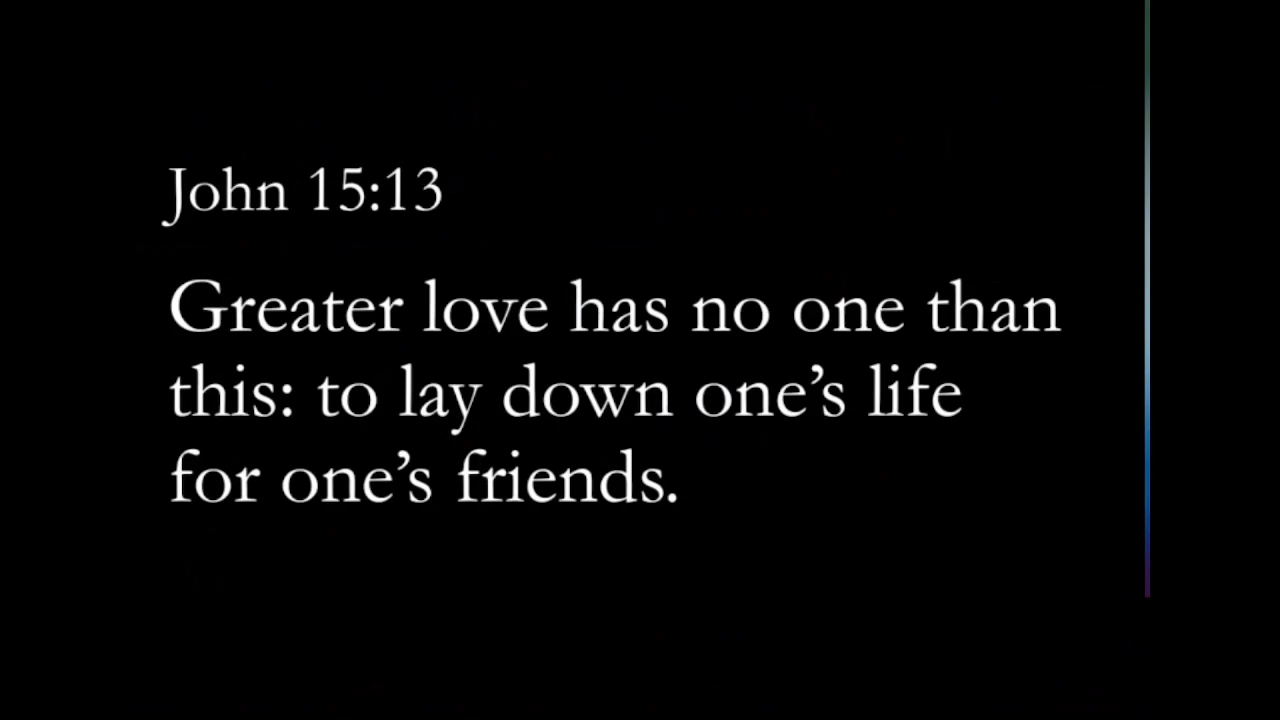 John 15:13
Greater love has no one than
this: to lay down one’s life
for one’s friends.